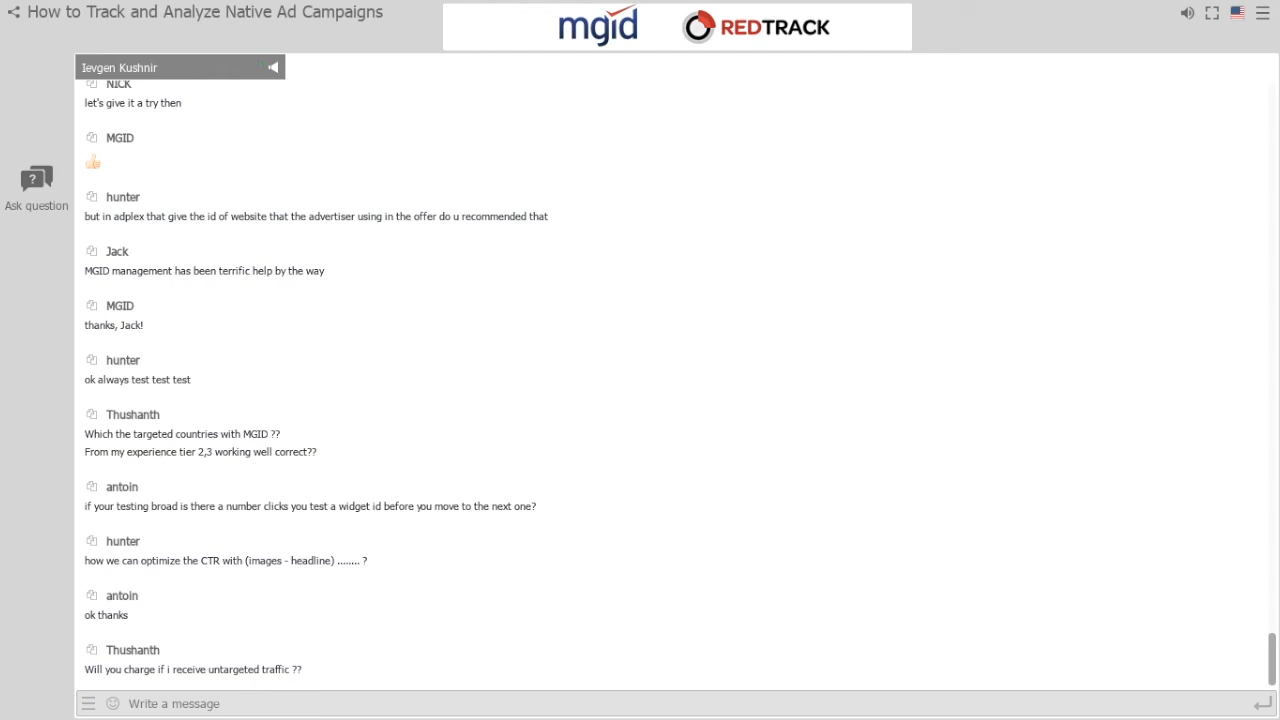 How to Track and Analyze Native Ad Campaigns
mgid
REDTRACK
Ievgen Kushnir
NICK
let's give it a try then
MGID
hunter
but in adplex that give the id of website that the advertiser using in the offer do u recommended that
Ask question
Jack
MGID management has been terrific help by the way
MGID
thanks, Jack!
hunter
ok always test test test
Thushanth
Which the targeted countries with MGID ??
From my experience tier 2,3 working well correct??
antoin
if your testing broad is there a number clicks you test a widget id before you move to the next one?
hunter
how we can optimize the CTR with (images - headline) ........ ?
antoin
ok thanks
Thushanth
Will you charge if i receive untargeted traffic ??
Write a message